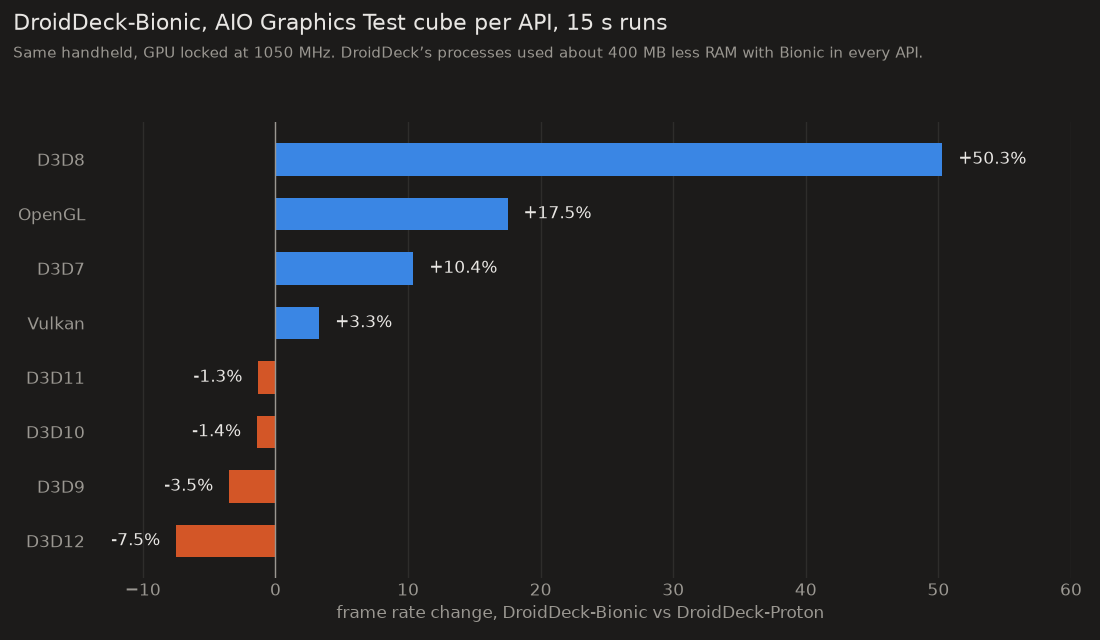 DroidDeck-Bionic, AIO Graphics Test cube per API, 15 s runs
Same handheld, GPU locked at 1050 MHz. DroidDeck’s processes used about 400 MB less RAM with Bionic in every API.
D3D8 +50.3%
OpenGL +17.5%
D3D7 +10.4%
Vulkan +3.3%
D3D11 -1.3%
D3D10 -1.4%
D3D9 -3.5%
D3D12 -7.5%
−10 0 10 20 30 40 50 60
frame rate change, DroidDeck-Bionic vs DroidDeck-Proton